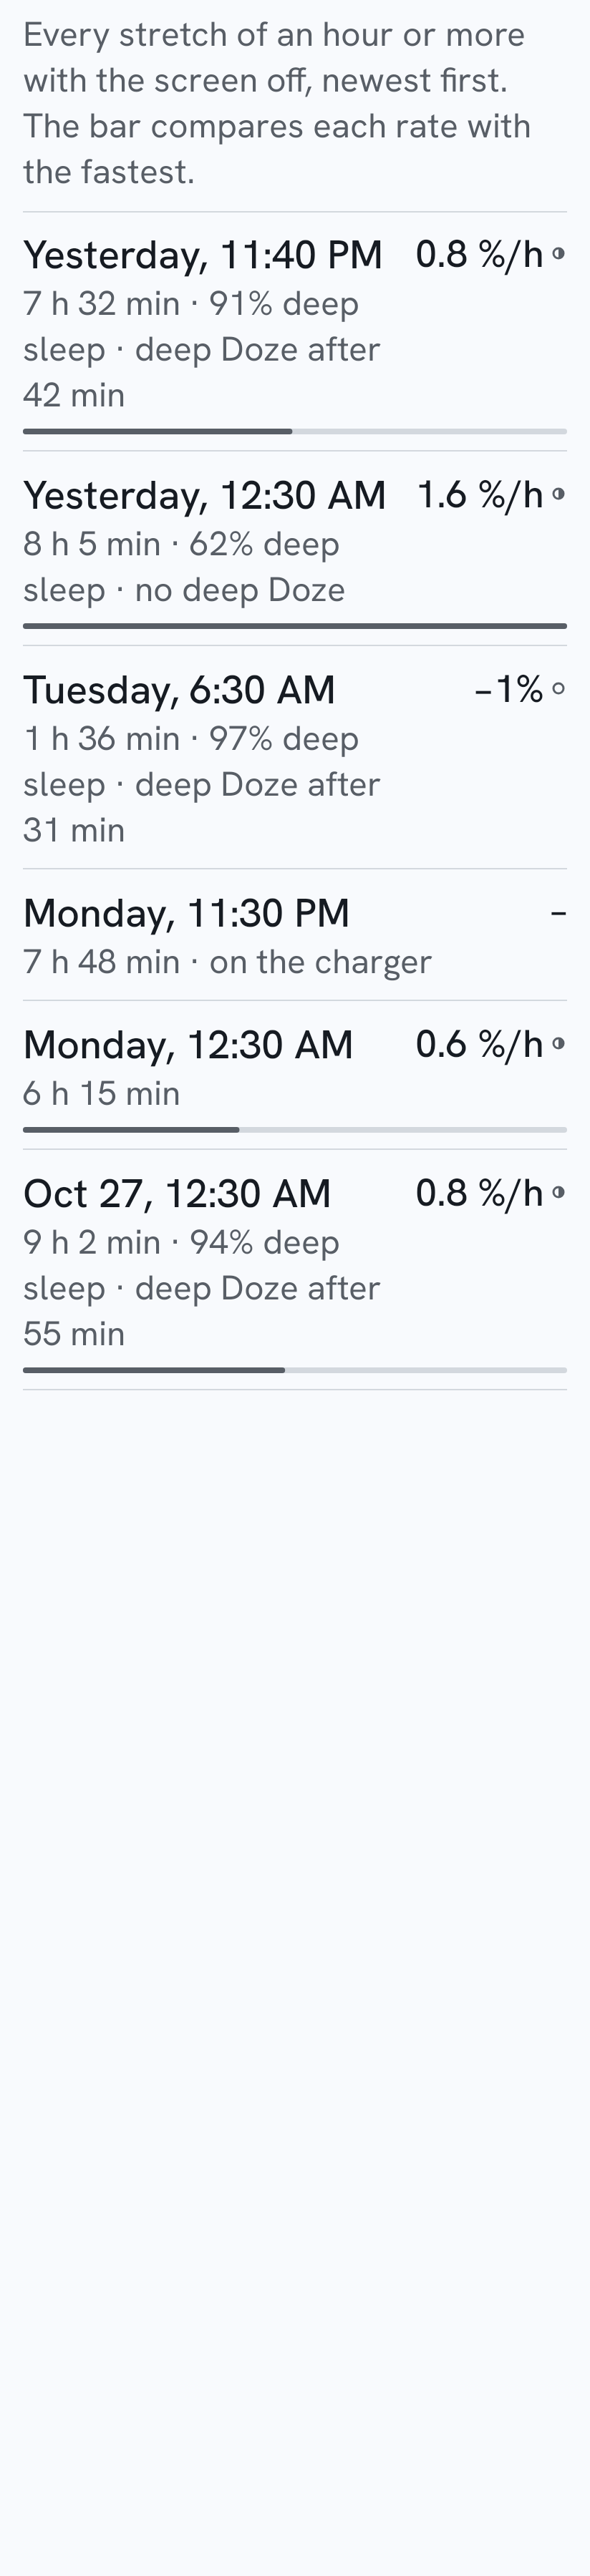 Every stretch of an hour or more
with the screen off, newest first.
The bar compares each rate with
the fastest.
Yesterday, 11:40 PM 0.8 %/h
7 h 32 min · 91% deep
sleep · deep Doze after
42 min
Yesterday, 12:30 AM 1.6 %/h
8 h 5 min · 62% deep
sleep · no deep Doze
Tuesday, 6:30 AM −1%
1 h 36 min · 97% deep
sleep · deep Doze after
31 min
Monday, 11:30 PM –
7 h 48 min · on the charger
Monday, 12:30 AM 0.6 %/h
6 h 15 min
Oct 27, 12:30 AM 0.8 %/h
9 h 2 min · 94% deep
sleep · deep Doze after
55 min